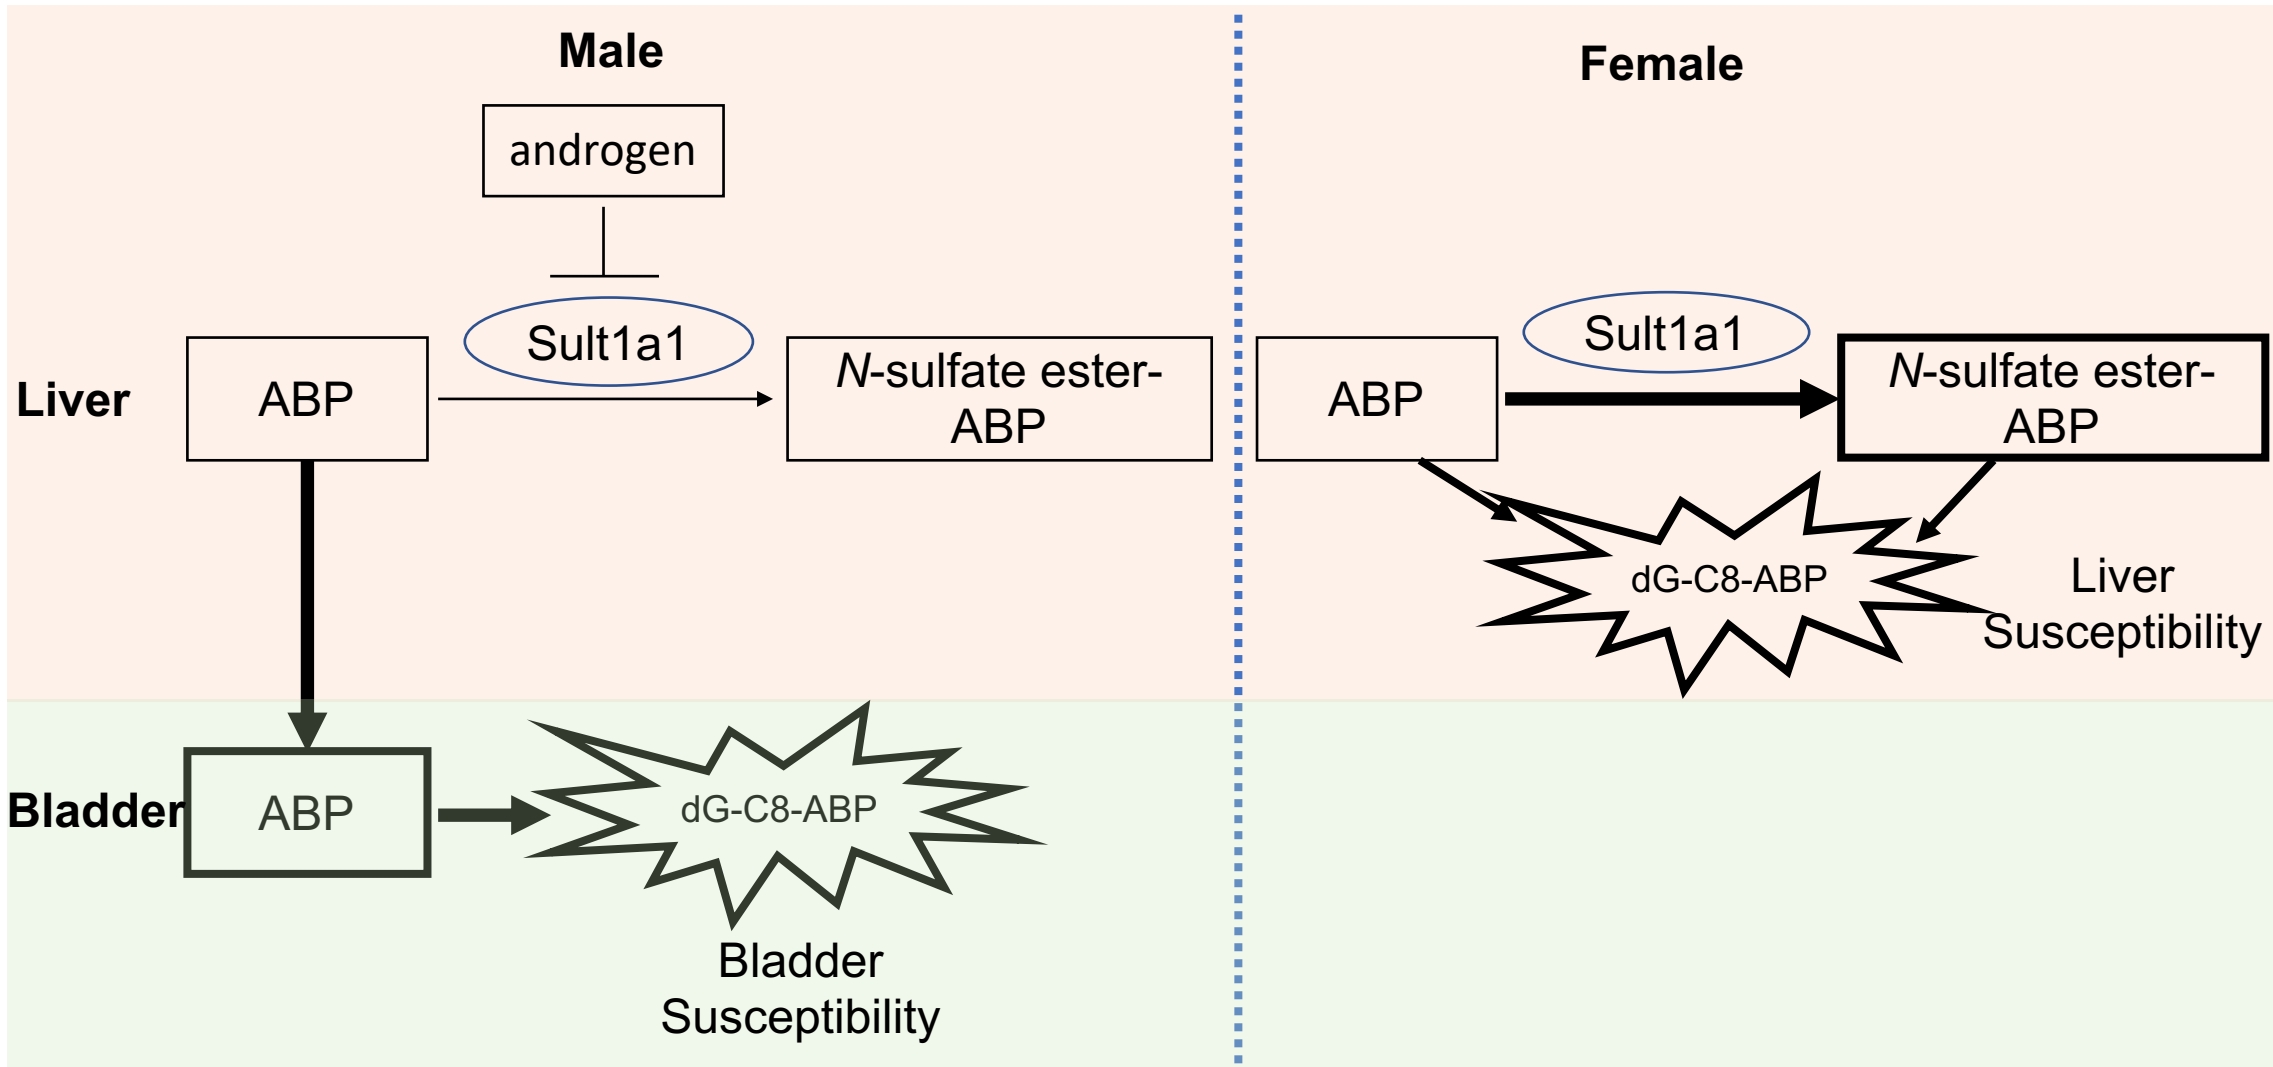 Male
Female
androgen
Sult1a1
Sult1a1
Liver
ABP
N-sulfate ester-
ABP
ABP
N-sulfate ester-
ABP
dG-C8-ABP
Liver
Susceptibility
Bladder
ABP
dG-C8-ABP
Bladder
Susceptibility